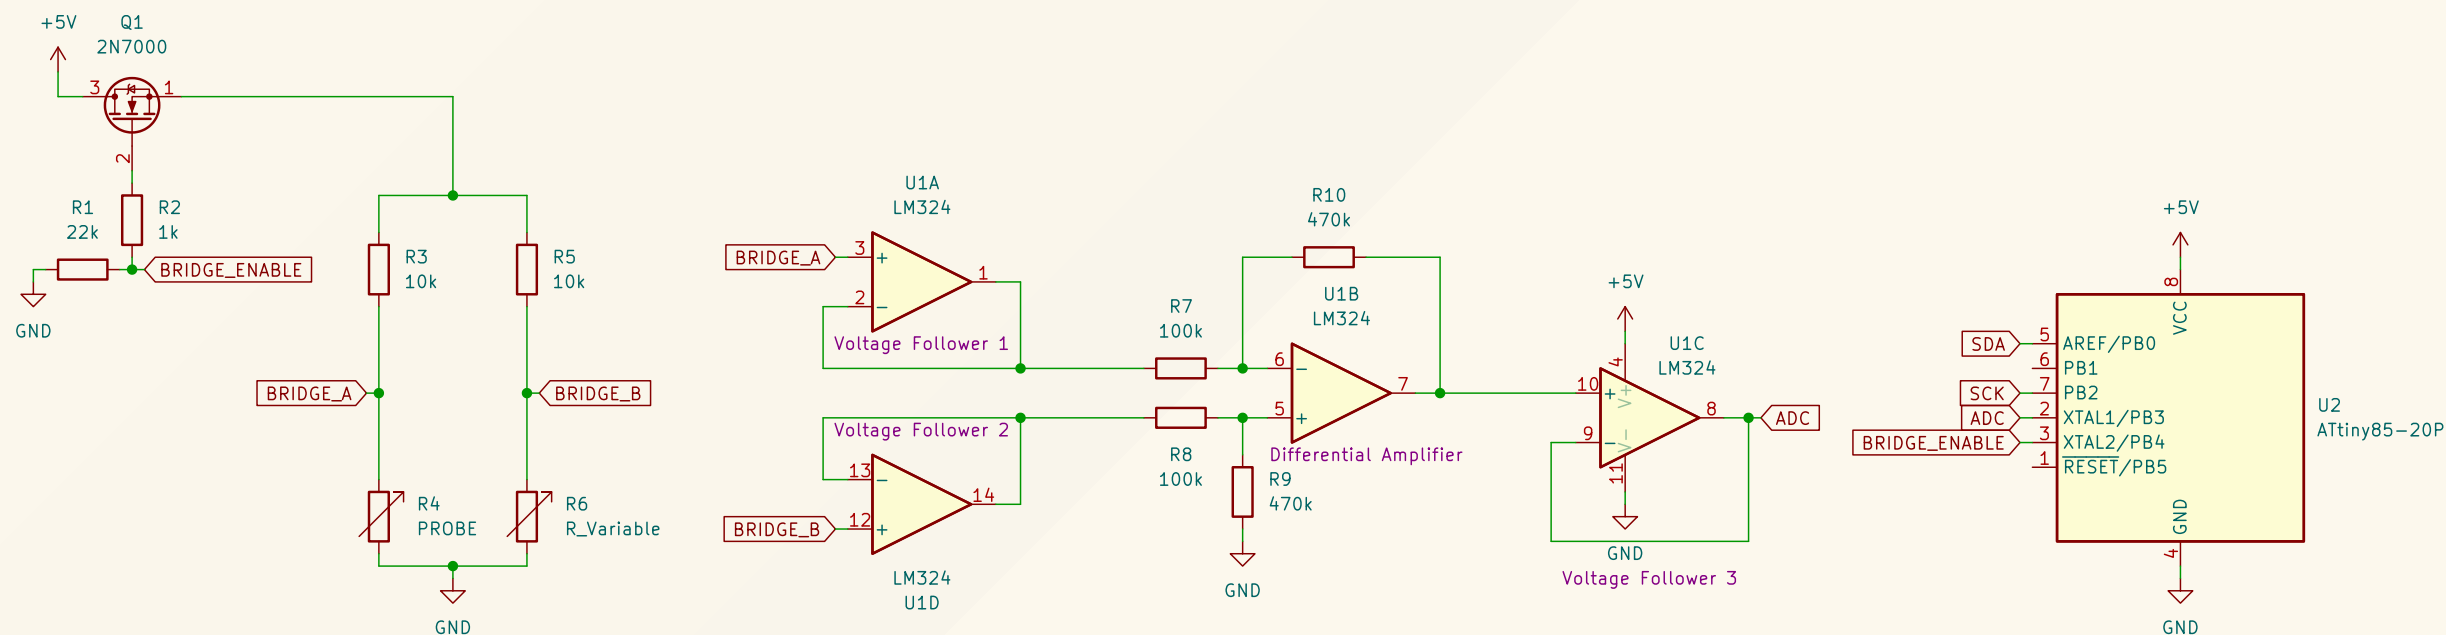 +5V
Q1
2N7000
3
1
2
R1
22k
R2
1k
BRIDGE_ENABLE
GND
R3
10k
R5
10k
BRIDGE_A
BRIDGE_B
R4
PROBE
R6
R_Variable
GND
U1A
LM324
BRIDGE_A
3
+
2
−
1
Voltage Follower 1
Voltage Follower 2
13
−
12
+
14
BRIDGE_B
LM324
U1D
R7
100k
R8
100k
R10
470k
U1B
LM324
6
−
5
+
7
Differential Amplifier
R9
470k
GND
+5V
U1C
LM324
4
V+
10
+
9
−
8
V-
11
ADC
GND
Voltage Follower 3
+5V
8
VCC
SDA
5
AREF/PB0
6
PB1
SCK
7
PB2
ADC
2
XTAL1/PB3
BRIDGE_ENABLE
3
XTAL2/PB4
1
RESET/PB5
U2
ATtiny85-20P
GND
4
GND